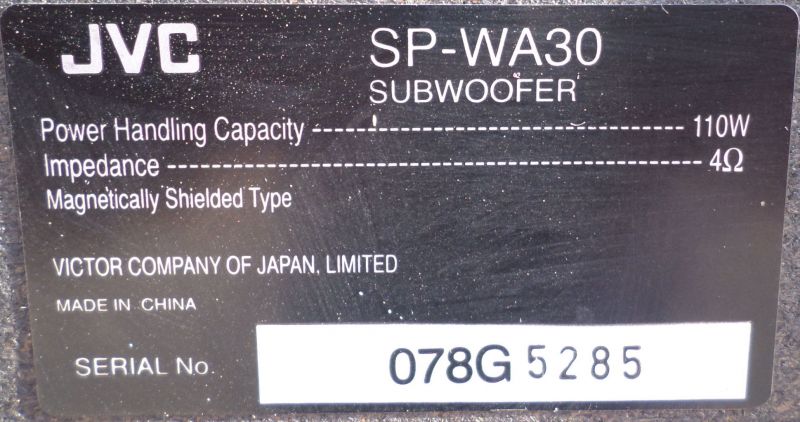 JVC SP-WA30
SUBWOOFER
Power Handling Capacity ------------------------------------ 110W
Impedance ---------------------------------------------------- 4Ω
Magnetically Shielded Type
VICTOR COMPANY OF JAPAN, LIMITED
MADE IN CHINA
SERIAL No. 078G 5285